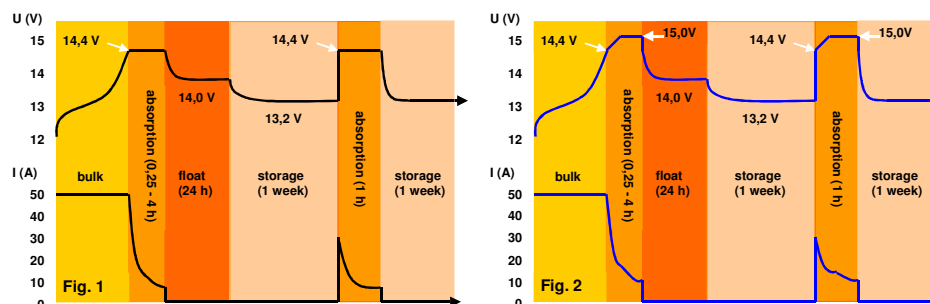 U (V)
15
14
13
12
14,4 V
14,4 V
14,0 V
13,2 V
absorption (0,25 - 4 h)
absorption (1 h)
I (A)
50
40
30
20
10
0
bulk
float
(24 h)
storage
(1 week)
storage
(1 week)
Fig. 1
U (V)
15
14
13
12
14,4 V
15,0V
14,4 V
15,0V
14,0 V
13,2 V
absorption (0,25 - 4 h)
absorption (1 h)
I (A)
50
40
30
20
10
0
bulk
float
(24 h)
storage
(1 week)
storage
(1 week)
Fig. 2